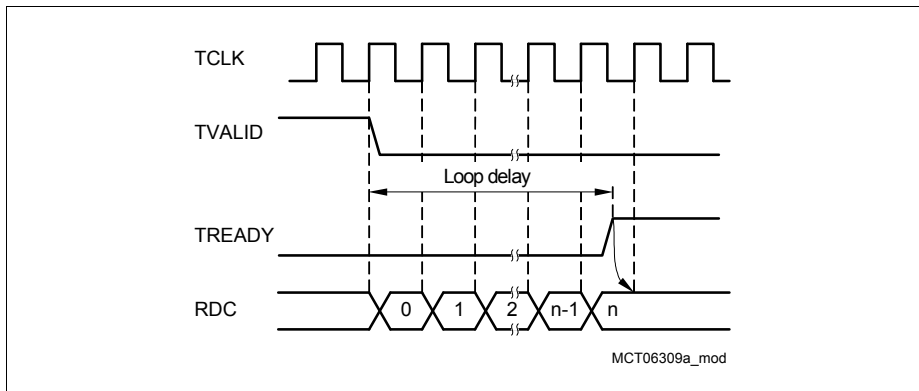 TCLK
TVALID
Loop delay
TREADY
RDC
0
1
2
n-1
n
MCT06309a_mod